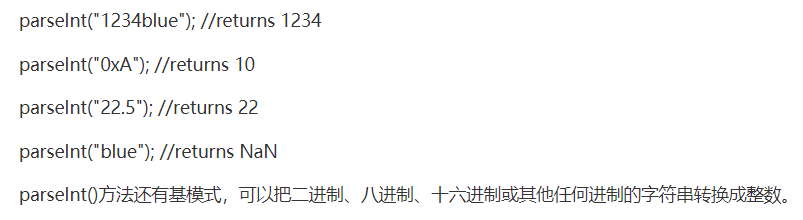 parseInt("1234blue"); //returns 1234
parseInt("0xA"); //returns 10
parseInt("22.5"); //returns 22
parseInt("blue"); //returns NaN
parseInt()方法还有基模式，可以把二进制、八进制、十六进制或其他任何进制的字符串转换成整数。